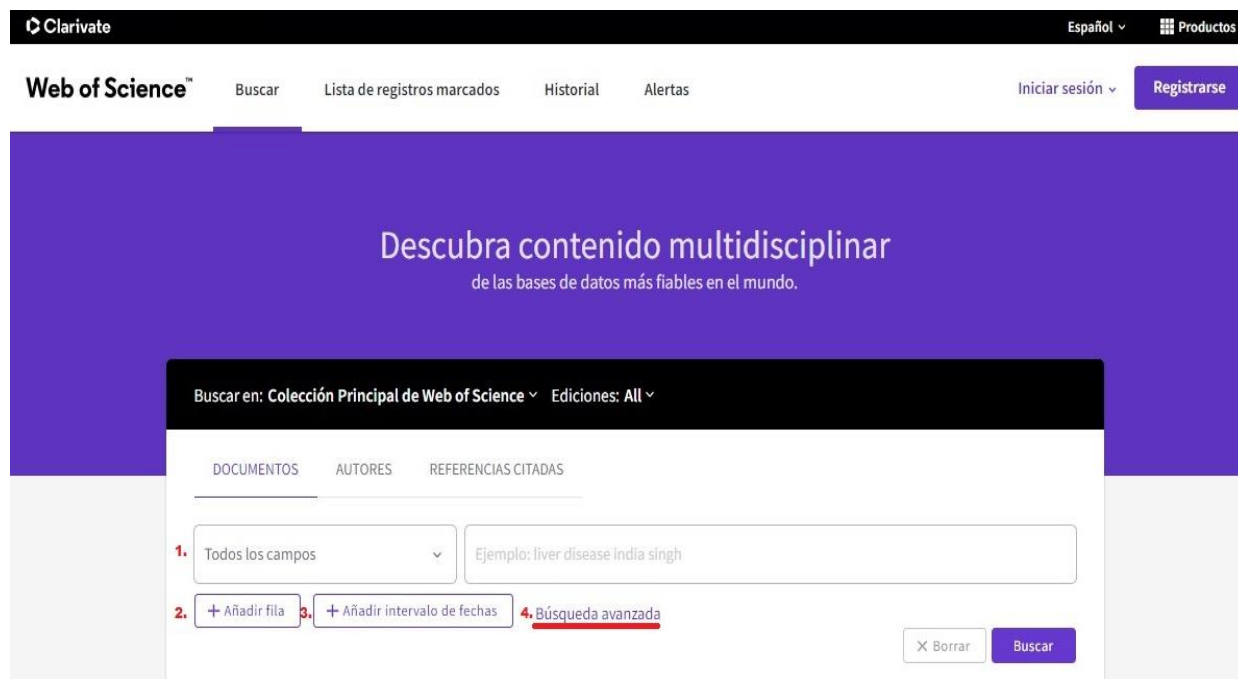 Clarivate Español Productos
Web of Science™ Buscar Lista de registros marcados Historial Alertas Iniciar sesión Registrarse
Descubra contenido multidisciplinar
de las bases de datos más fiables en el mundo.
Buscar en: Colección Principal de Web of Science Ediciones: All
DOCUMENTOS AUTORES REFERENCIAS CITADAS
1. Todos los campos Ejemplo: liver disease india singh
2. + Añadir fila 3. + Añadir intervalo de fechas 4. Búsqueda avanzada
× Borrar Buscar